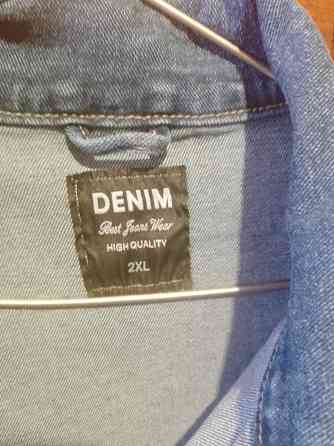 DENIM
Best Jeans Wear
HIGH QUALITY
2XL